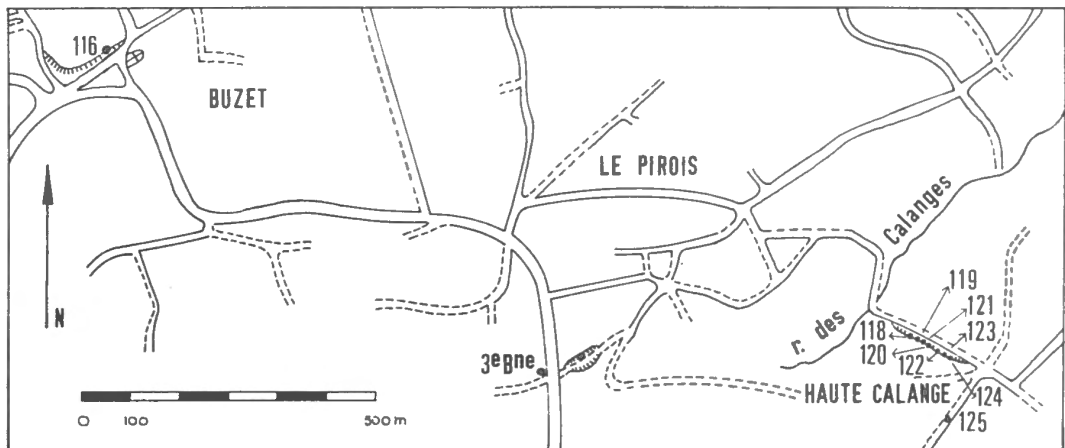 116
BUZET
LE PIROIS
r. des Calanges
N
3e Bne
119
121
123
118
120
122
HAUTE CALANGE
124
125
0 100 500 m